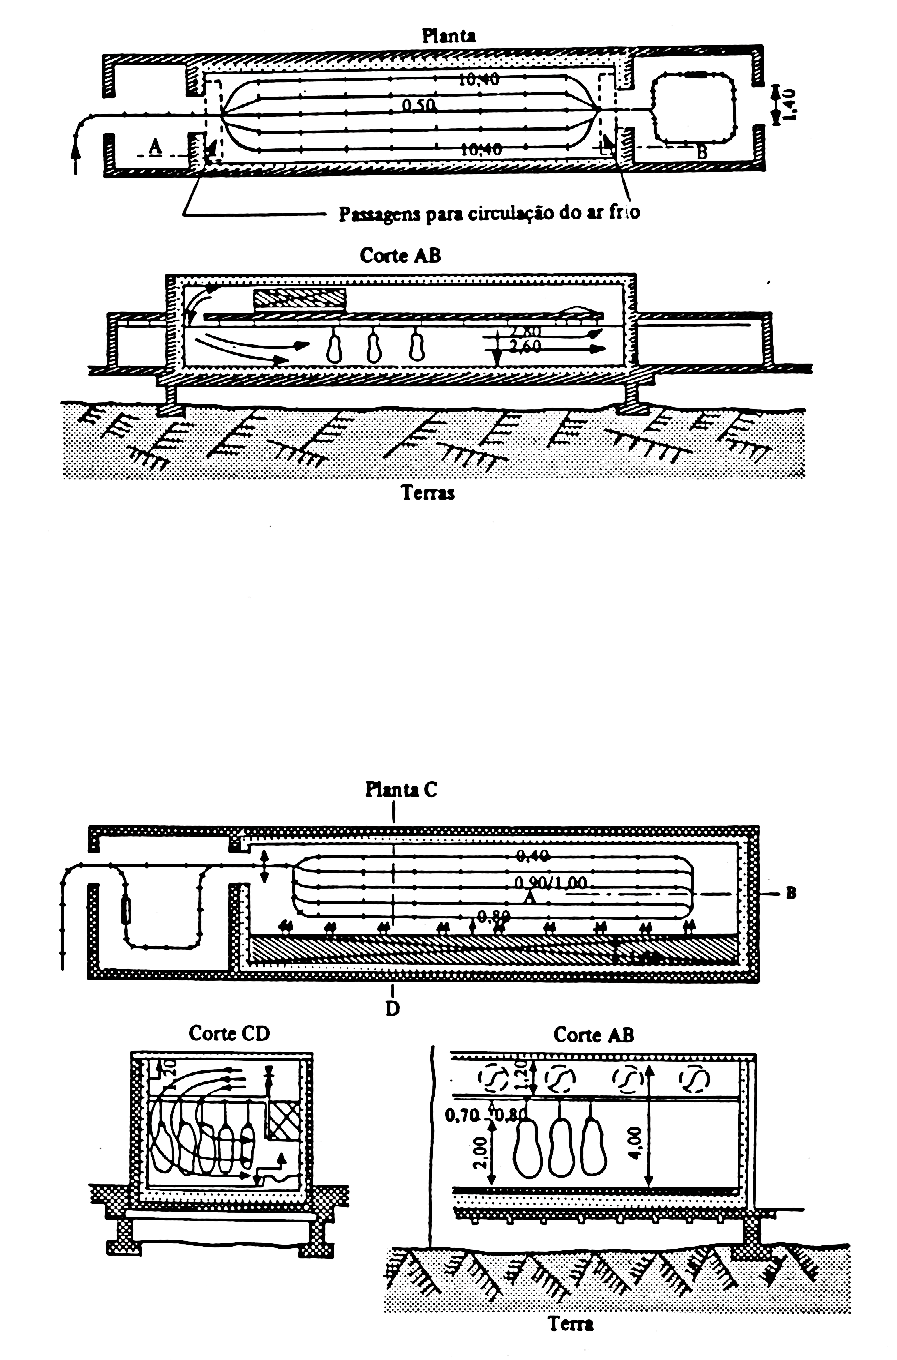 Planta
10,40
0,50
1,40
A
10,40
B
Passagens para circulação do ar frio
Corte AB
2,80
2,60
Terras
Planta C
0,40
0,90/1,00
A
B
0,80
D
Corte CD
Corte AB
1,20
1,20
0,70
0,80
2,00
4,00
Terra